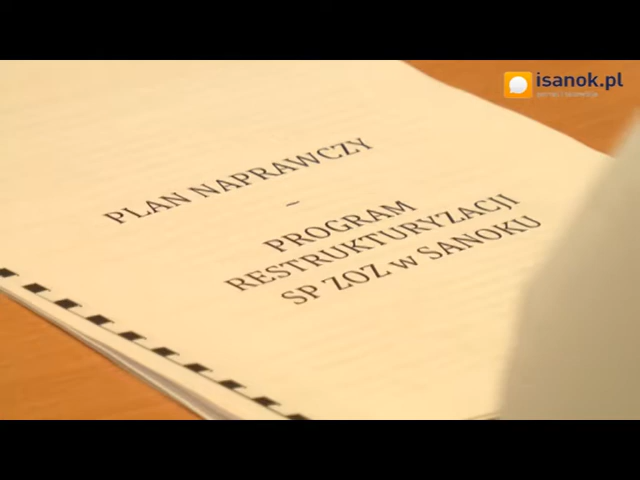 isanok.pl
PLAN NAPRAWCZY
–
PROGRAM
RESTRUKTURYZACJI
SP ZOZ w SANOKU